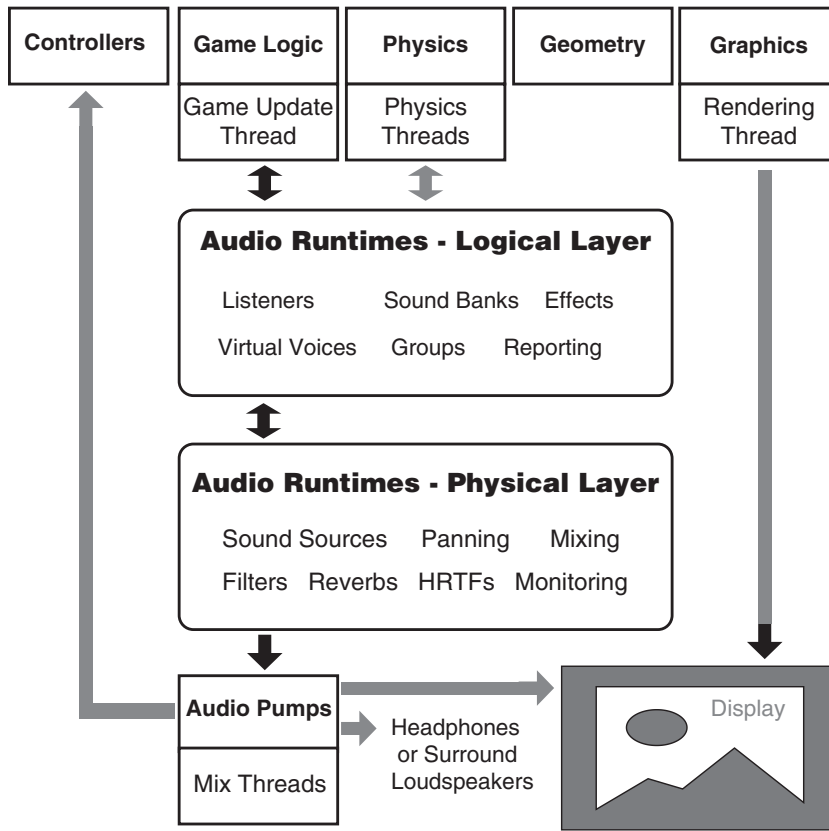 Controllers
Game Logic
Physics
Geometry
Graphics
Game Update
Thread
Physics
Threads
Rendering
Thread
Audio Runtimes - Logical Layer
Listeners Sound Banks Effects
Virtual Voices Groups Reporting
Audio Runtimes - Physical Layer
Sound Sources Panning Mixing
Filters Reverbs HRTFs Monitoring
Audio Pumps
Mix Threads
Headphones
or Surround
Loudspeakers
Display